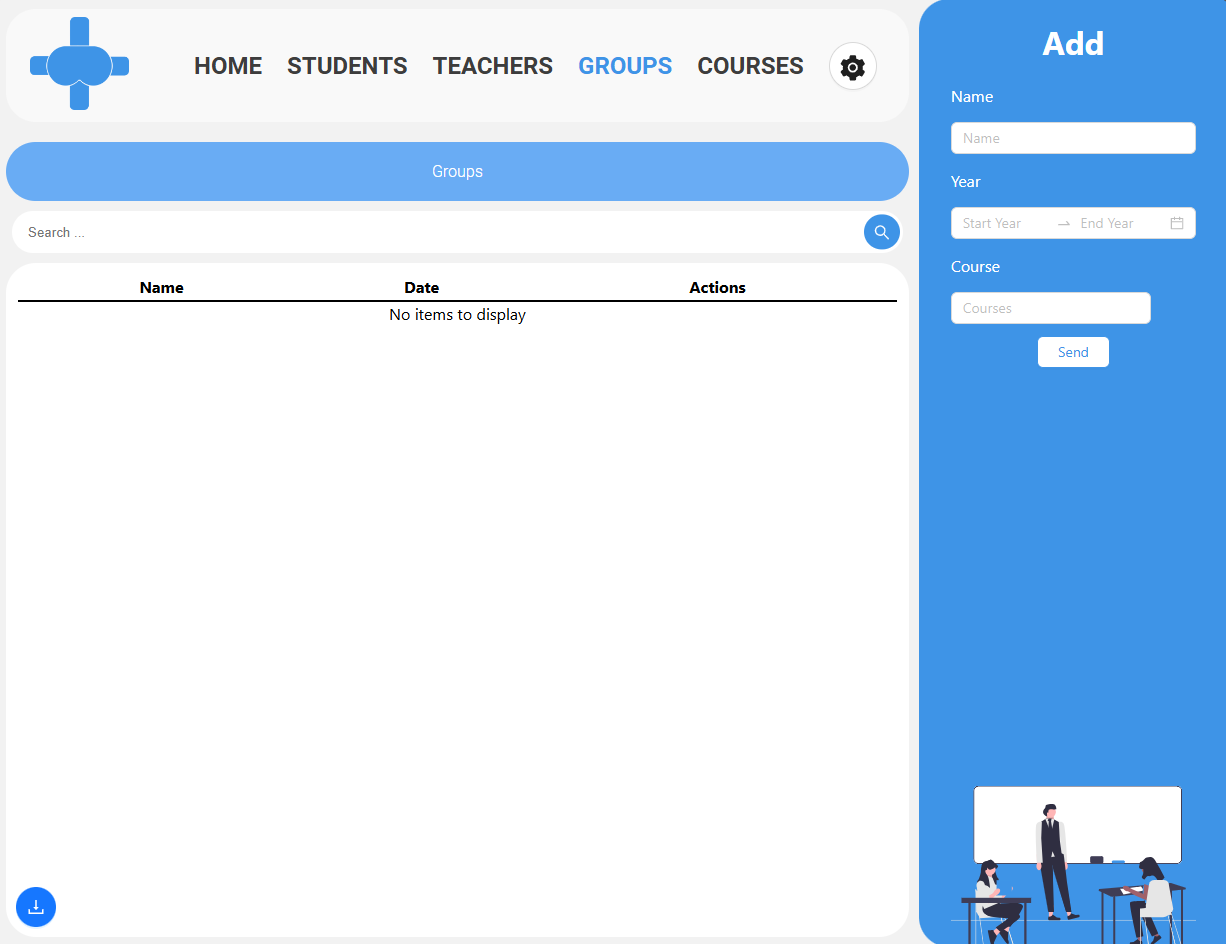 HOME STUDENTS TEACHERS GROUPS COURSES
Groups
Search ...
Name Date Actions
No items to display
Add
Name
Name
Year
Start Year End Year
Course
Courses
Send